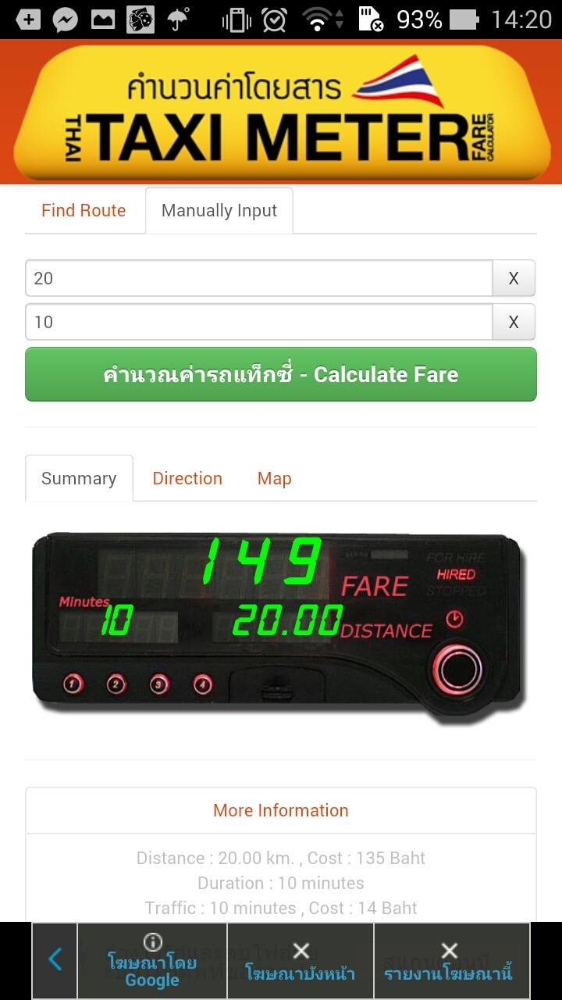 93% 14:20
คำนวนค่าโดยสาร
THAI TAXI METER FARE CALCULATOR
Find Route Manually Input
20 X
10 X
คำนวณค่ารถแท็กซี่ - Calculate Fare
Summary Direction Map
149 FARE
FOR HIRE
HIRED
STOPPED
Minutes
10 20.00 DISTANCE
1 2 3 4
More Information
Distance : 20.00 km. , Cost : 135 Baht
Duration : 10 minutes
Traffic : 10 minutes , Cost : 14 Baht
โฆษณาโดย
Google
โฆษณาบังหน้า
รายงานโฆษณานี้